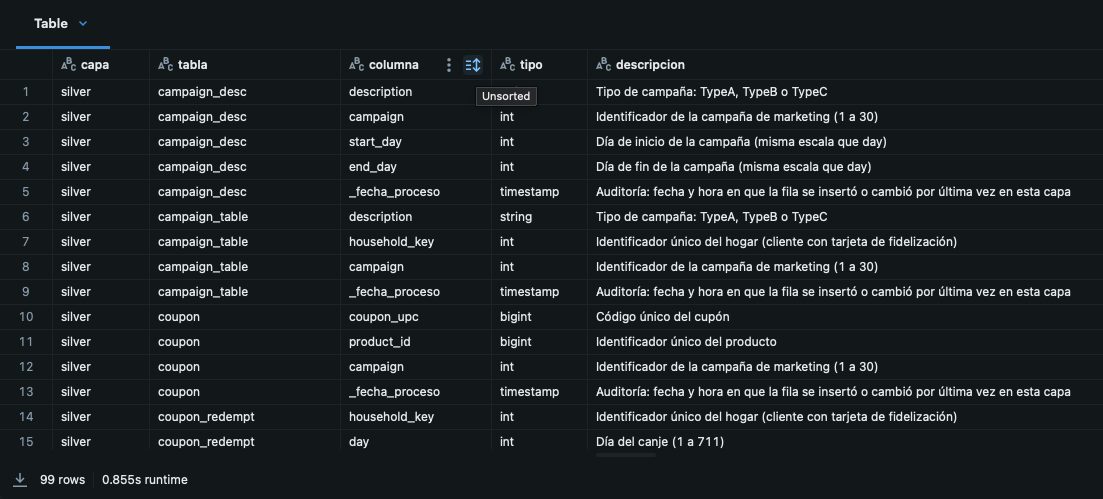 Table
capa tabla columna tipo descripcion
Unsorted
1 silver campaign_desc description Tipo de campaña: TypeA, TypeB o TypeC
2 silver campaign_desc campaign int Identificador de la campaña de marketing (1 a 30)
3 silver campaign_desc start_day int Día de inicio de la campaña (misma escala que day)
4 silver campaign_desc end_day int Día de fin de la campaña (misma escala que day)
5 silver campaign_desc _fecha_proceso timestamp Auditoría: fecha y hora en que la fila se insertó o cambió por última vez en esta capa
6 silver campaign_table description string Tipo de campaña: TypeA, TypeB o TypeC
7 silver campaign_table household_key int Identificador único del hogar (cliente con tarjeta de fidelización)
8 silver campaign_table campaign int Identificador de la campaña de marketing (1 a 30)
9 silver campaign_table _fecha_proceso timestamp Auditoría: fecha y hora en que la fila se insertó o cambió por última vez en esta capa
10 silver coupon coupon_upc bigint Código único del cupón
11 silver coupon product_id bigint Identificador único del producto
12 silver coupon campaign int Identificador de la campaña de marketing (1 a 30)
13 silver coupon _fecha_proceso timestamp Auditoría: fecha y hora en que la fila se insertó o cambió por última vez en esta capa
14 silver coupon_redempt household_key int Identificador único del hogar (cliente con tarjeta de fidelización)
15 silver coupon_redempt day int Día del canje (1 a 711)
99 rows 0.855s runtime